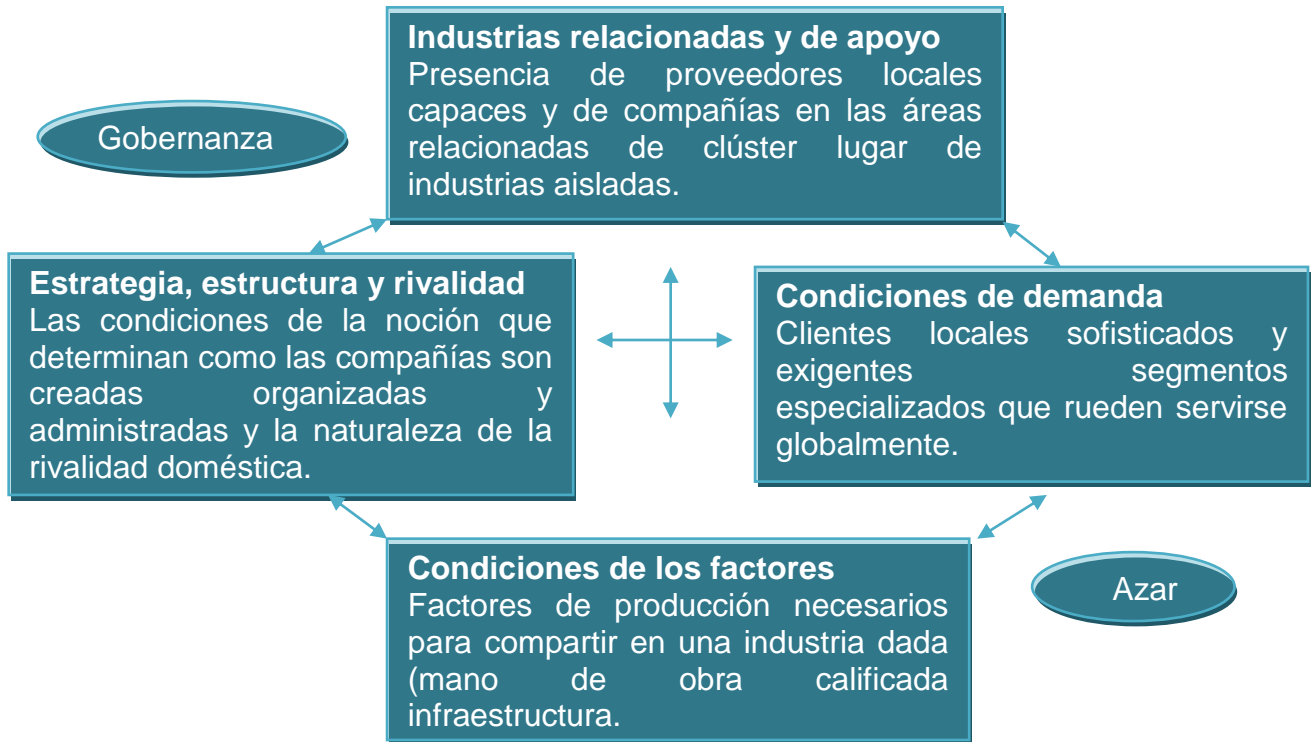 Industrias relacionadas y de apoyo
Presencia de proveedores locales
capaces y de compañías en las áreas
relacionadas de clúster lugar de
industrias aisladas.
Gobernanza
Estrategia, estructura y rivalidad
Las condiciones de la noción que
determinan como las compañías son
creadas organizadas y
administradas y la naturaleza de la
rivalidad doméstica.
Condiciones de demanda
Clientes locales sofisticados y
exigentes segmentos
especializados que rueden servirse
globalmente.
Condiciones de los factores
Factores de producción necesarios
para compartir en una industria dada
(mano de obra calificada
infraestructura.
Azar